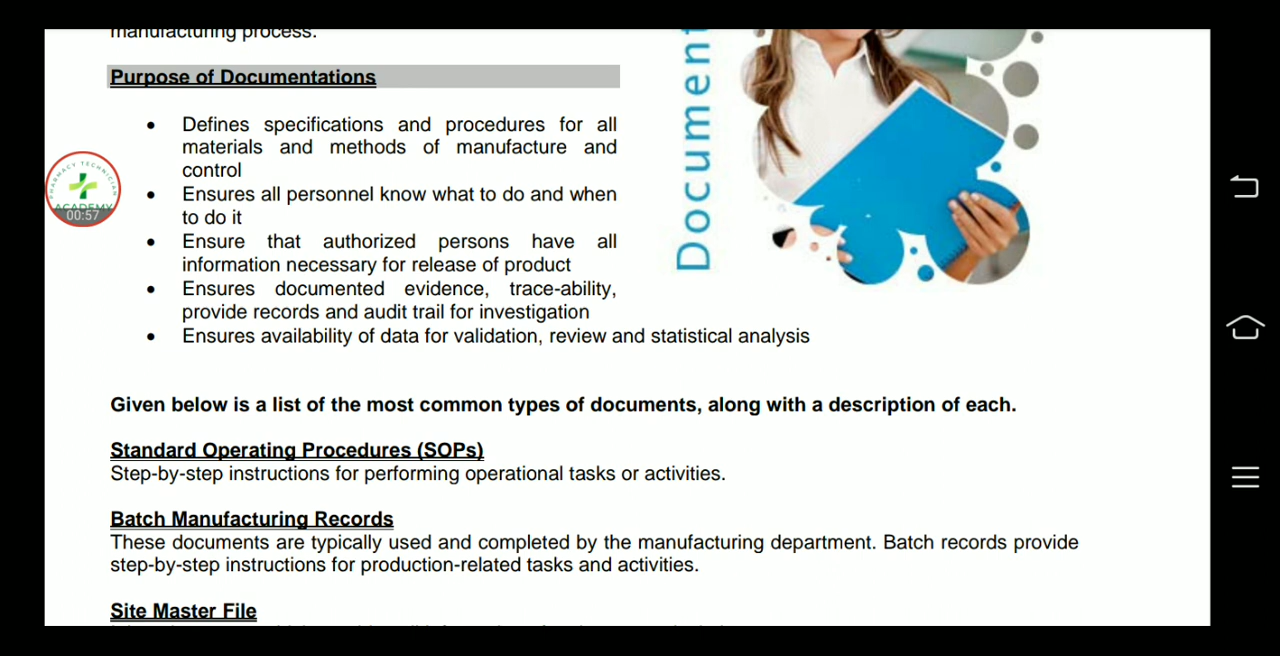 manufacturing process.
Purpose of Documentations
Document
• Defines specifications and procedures for all
materials and methods of manufacture and
control
• Ensures all personnel know what to do and when
to do it
• Ensure that authorized persons have all
information necessary for release of product
• Ensures documented evidence, trace-ability,
provide records and audit trail for investigation
• Ensures availability of data for validation, review and statistical analysis
PHARMACY TECHNICIAN
ACADEMY
00:57
Given below is a list of the most common types of documents, along with a description of each.
Standard Operating Procedures (SOPs)
Step-by-step instructions for performing operational tasks or activities.
Batch Manufacturing Records
These documents are typically used and completed by the manufacturing department. Batch records provide
step-by-step instructions for production-related tasks and activities.
Site Master File